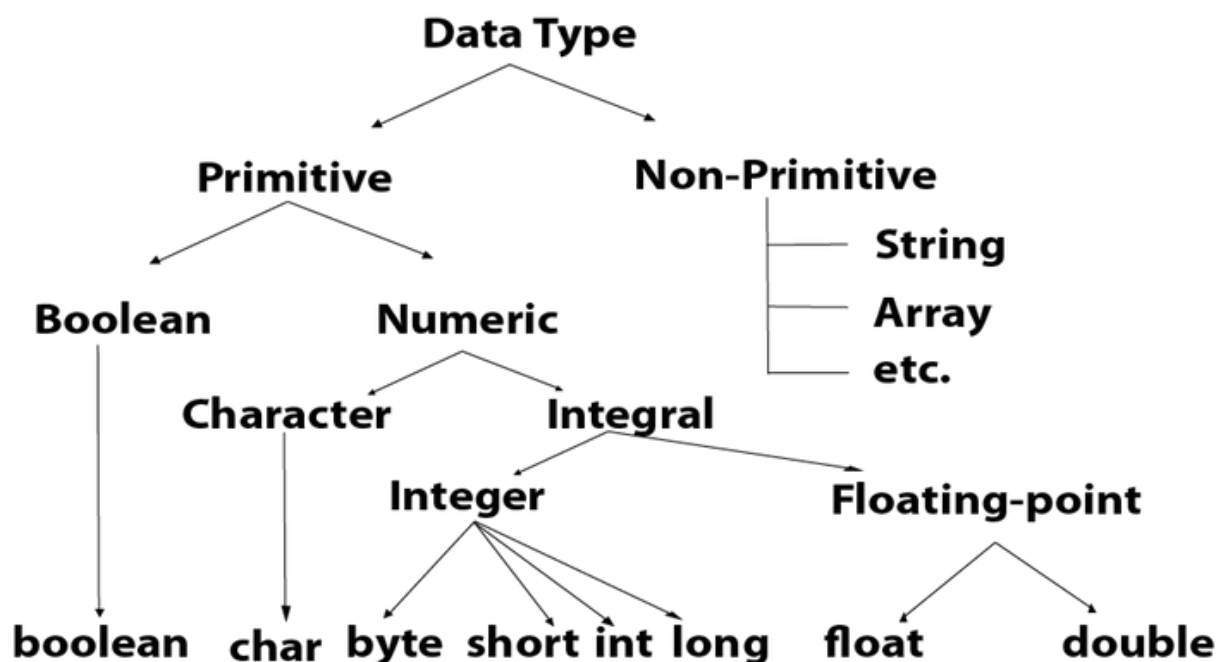 Data Type
Primitive
Non-Primitive
String
Boolean
Numeric
Array
etc.
Character
Integral
Integer
Floating-point
boolean
char
byte
short
int
long
float
double